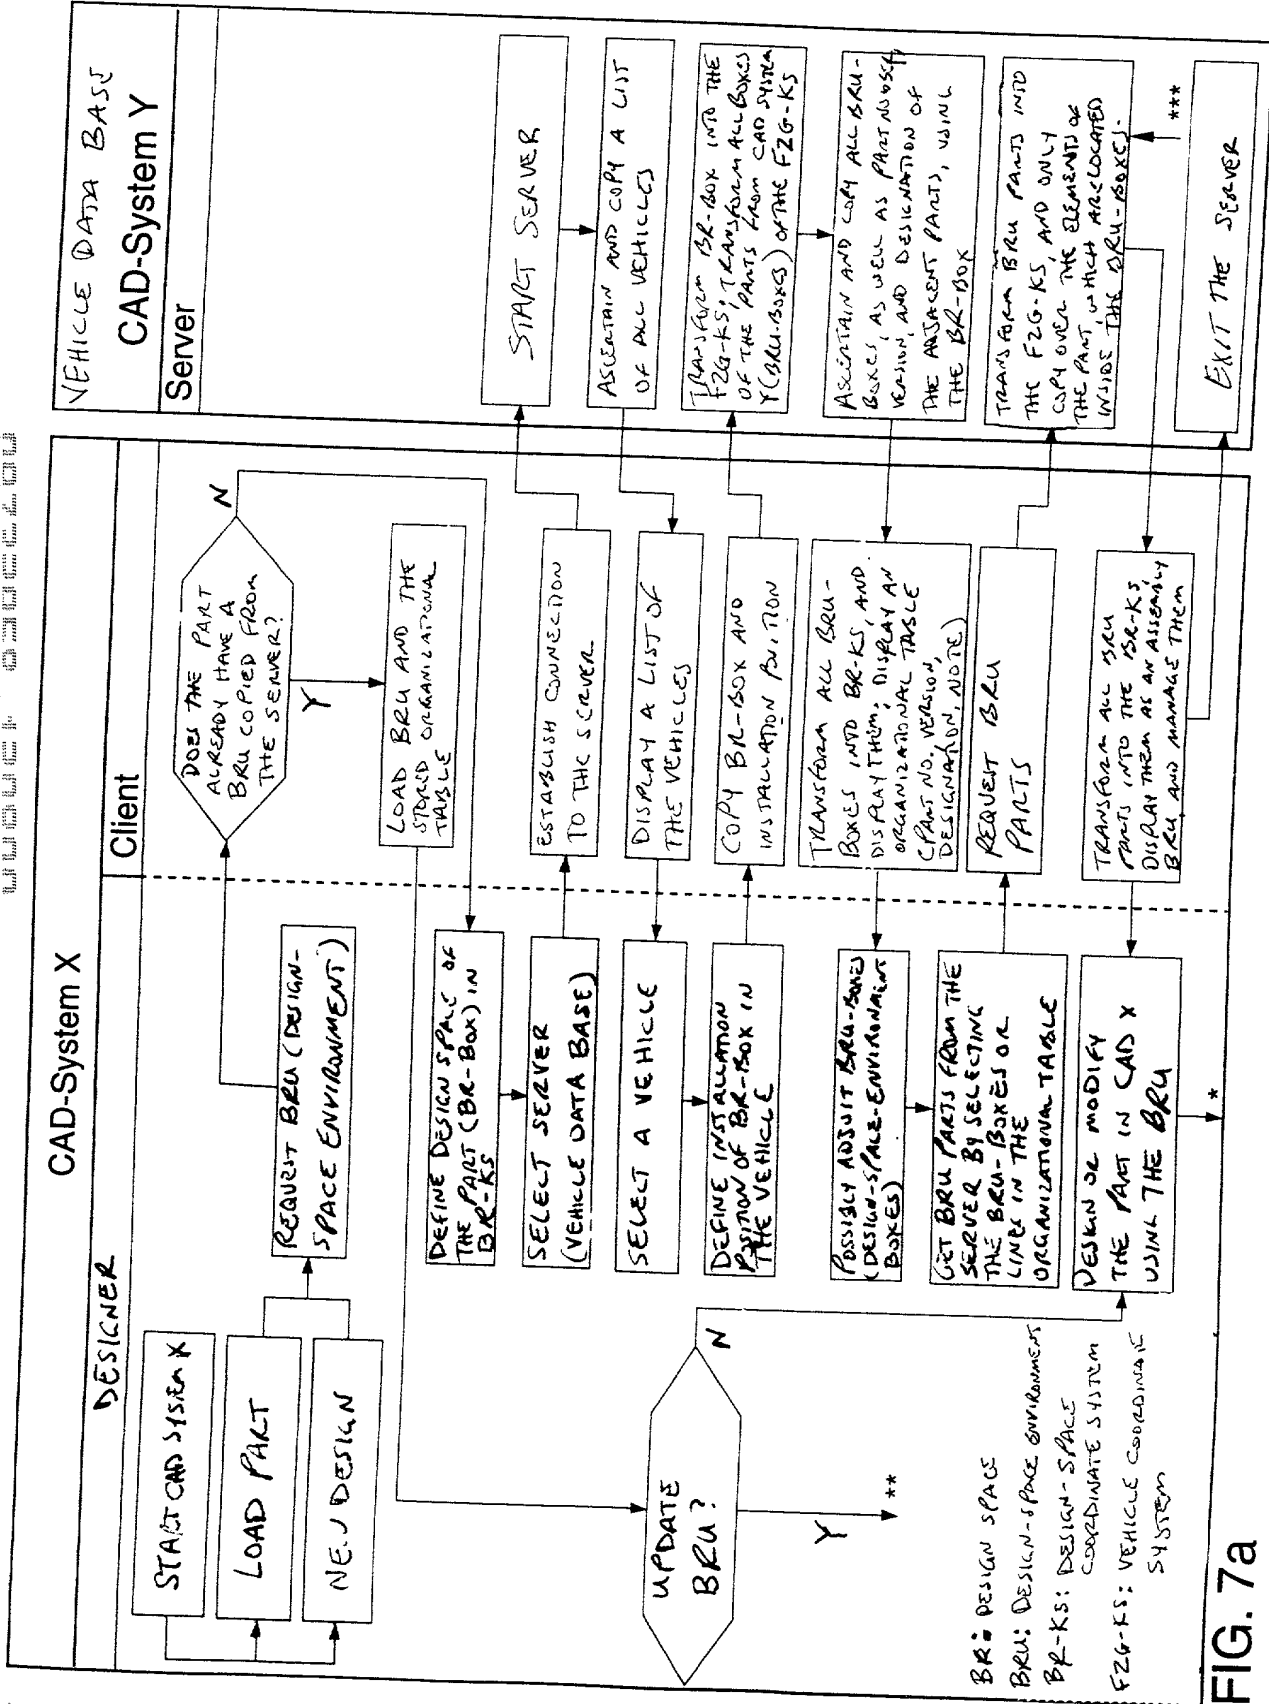 CAD-System X
DESIGNER
Client
VEHICLE DATA BASE
CAD-System Y
Server
START CAD SYSTEM X
LOAD PART
NEW DESIGN
REQUEST BRU (DESIGN-
SPACE ENVIRONMENT)
DOES THE PART
ALREADY HAVE A
BRU COPIED FROM
THE SERVER?
N
Y
LOAD BRU AND THE
STORED ORGANIZATIONAL
TABLE
DEFINE DESIGN SPACE OF
THE PART (BR-BOX) IN
BR-KS
SELECT SERVER
(VEHICLE DATA BASE)
ESTABLISH CONNECTION
TO THE SERVER
START SERVER
ASCERTAIN AND COPY A LIST
OF ALL VEHICLES
DISPLAY A LIST OF
THE VEHICLES
SELECT A VEHICLE
DEFINE INSTALLATION
POSITION OF BR-BOX IN
THE VEHICLE
COPY BR-BOX AND
INSTALLATION POSITION
TRANSFORM BR-BOX INTO THE
FZG-KS; TRANSFORM ALL BOXES
OF THE PARTS FROM CAD SYSTEM
Y (BRU-BOXES) OF THE FZG-KS
ASCERTAIN AND COPY ALL BRU-
BOXES, AS WELL AS PART NUMBER,
VERSION, AND DESIGNATION OF
THE ADJACENT PARTS, USING
THE BR-BOX
TRANSFORM ALL BRU-
BOXES INTO BR-KS, AND
DISPLAY THEM; DISPLAY AN
ORGANIZATIONAL TABLE
(PART NO. VERSION,
DESIGNATION, NOTE)
POSSIBLY ADJUST BRU-BOXES
(DESIGN-SPACE-ENVIRONMENT
BOXES)
GET BRU PARTS FROM THE
SERVER BY SELECTING
THE BRU-BOXES OR
LINES IN THE
ORGANIZATIONAL TABLE
REQUEST BRU
PARTS
TRANSFORM BRU PARTS INTO
THE FZG-KS, AND ONLY
COPY OVER THE ELEMENTS OF
THE PART, WHICH ARE LOCATED
INSIDE THE BRU-BOXES.
***
TRANSFORM ALL BRU
PARTS INTO THE BR-KS,
DISPLAY THEM AS AN ASSEMBLY
BRU, AND MANAGE THEM
EXIT THE SERVER
DESIGN OR MODIFY
THE PART IN CAD X
USING THE BRU
*
UPDATE
BRU?
N
Y
**
BR: DESIGN SPACE
BRU: DESIGN-SPACE ENVIRONMENT
BR-KS: DESIGN-SPACE
COORDINATE SYSTEM
FZG-KS: VEHICLE COORDINATE
SYSTEM
FIG. 7a